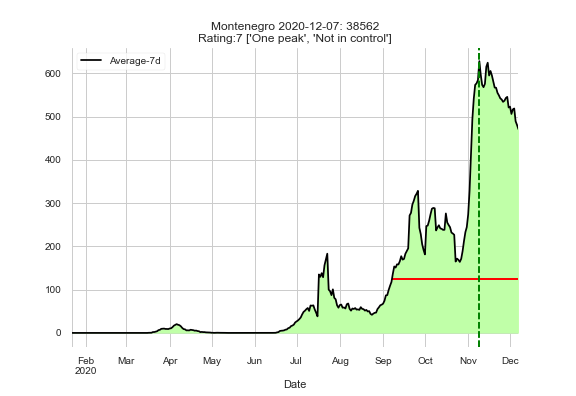 Montenegro 2020-12-07: 38562
Rating:7 ['One peak', 'Not in control']
Average-7d
600
500
400
300
200
100
0
Feb Mar Apr May Jun Jul Aug Sep Oct Nov Dec
2020
Date